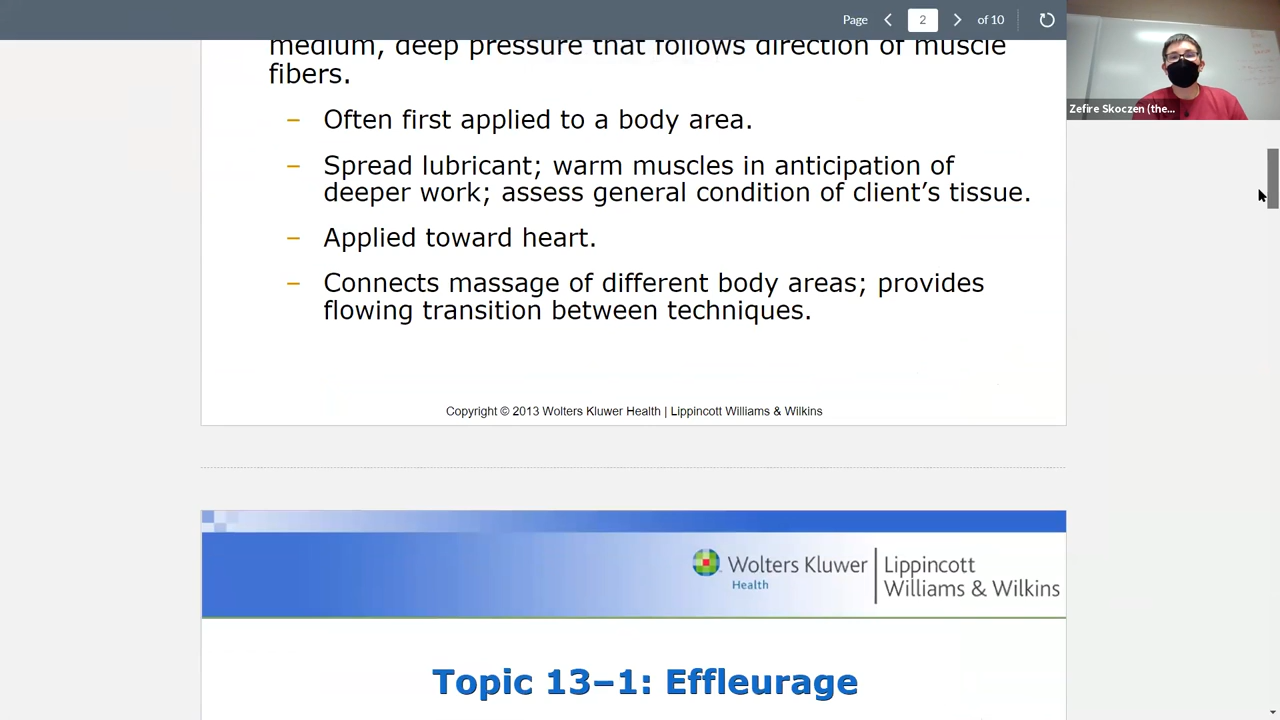 Page 2 of 10
Zefire Skoczen (the...
medium, deep pressure that follows direction of muscle
fibers.
– Often first applied to a body area.
– Spread lubricant; warm muscles in anticipation of
deeper work; assess general condition of client’s tissue.
– Applied toward heart.
– Connects massage of different body areas; provides
flowing transition between techniques.
Copyright © 2013 Wolters Kluwer Health | Lippincott Williams & Wilkins
Wolters Kluwer
Health
Lippincott
Williams & Wilkins
Topic 13–1: Effleurage